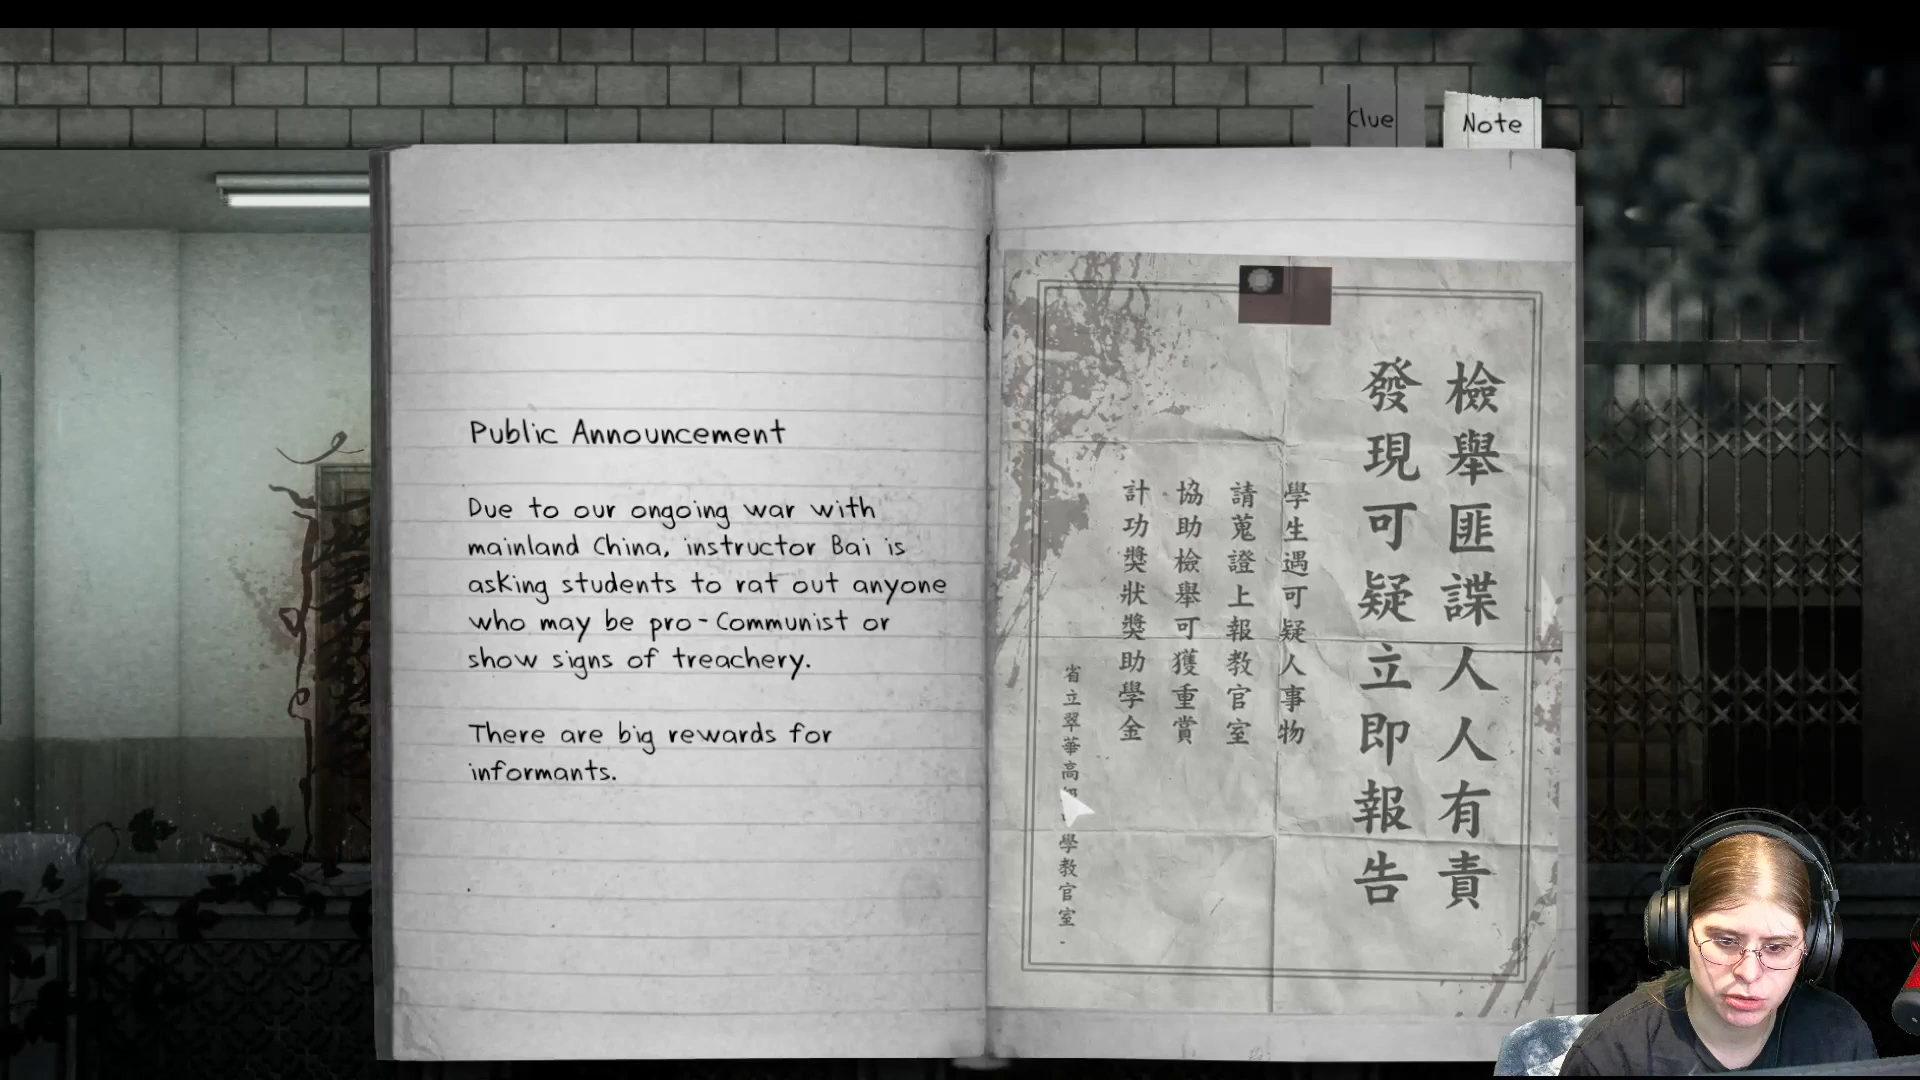 Clue
Note
Public Announcement
Due to our ongoing war with
mainland China, instructor Bai is
asking students to rat out anyone
who may be pro-Communist or
show signs of treachery.
There are big rewards for
informants.
檢舉匪諜人人有責
發現可疑立即報告
學生遇可疑人事物
請蒐證上報教官室
協助檢舉可獲重賞
計功獎狀獎助學金
省立翠華高學教官室